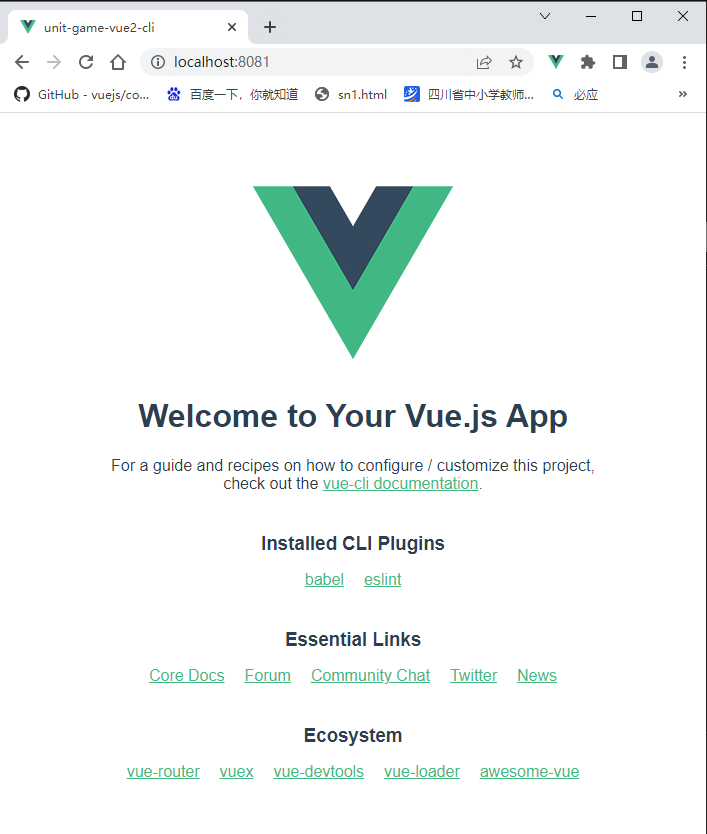 unit-game-vue2-cli
localhost:8081
GitHub - vuejs/co... 百度一下，你就知道 sn1.html 四川省中小学教师... 必应 »
Welcome to Your Vue.js App
For a guide and recipes on how to configure / customize this project,
check out the vue-cli documentation.
Installed CLI Plugins
babel eslint
Essential Links
Core Docs Forum Community Chat Twitter News
Ecosystem
vue-router vuex vue-devtools vue-loader awesome-vue